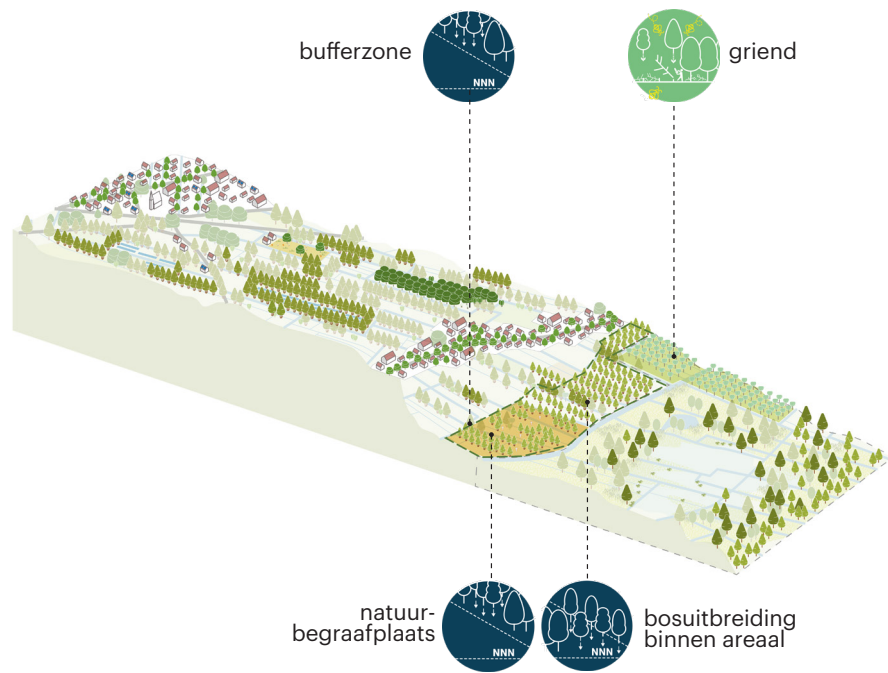 bufferzone
NNN
griend
natuur-
begraafplaats
NNN
NNN
bosuitbreiding
binnen areaal